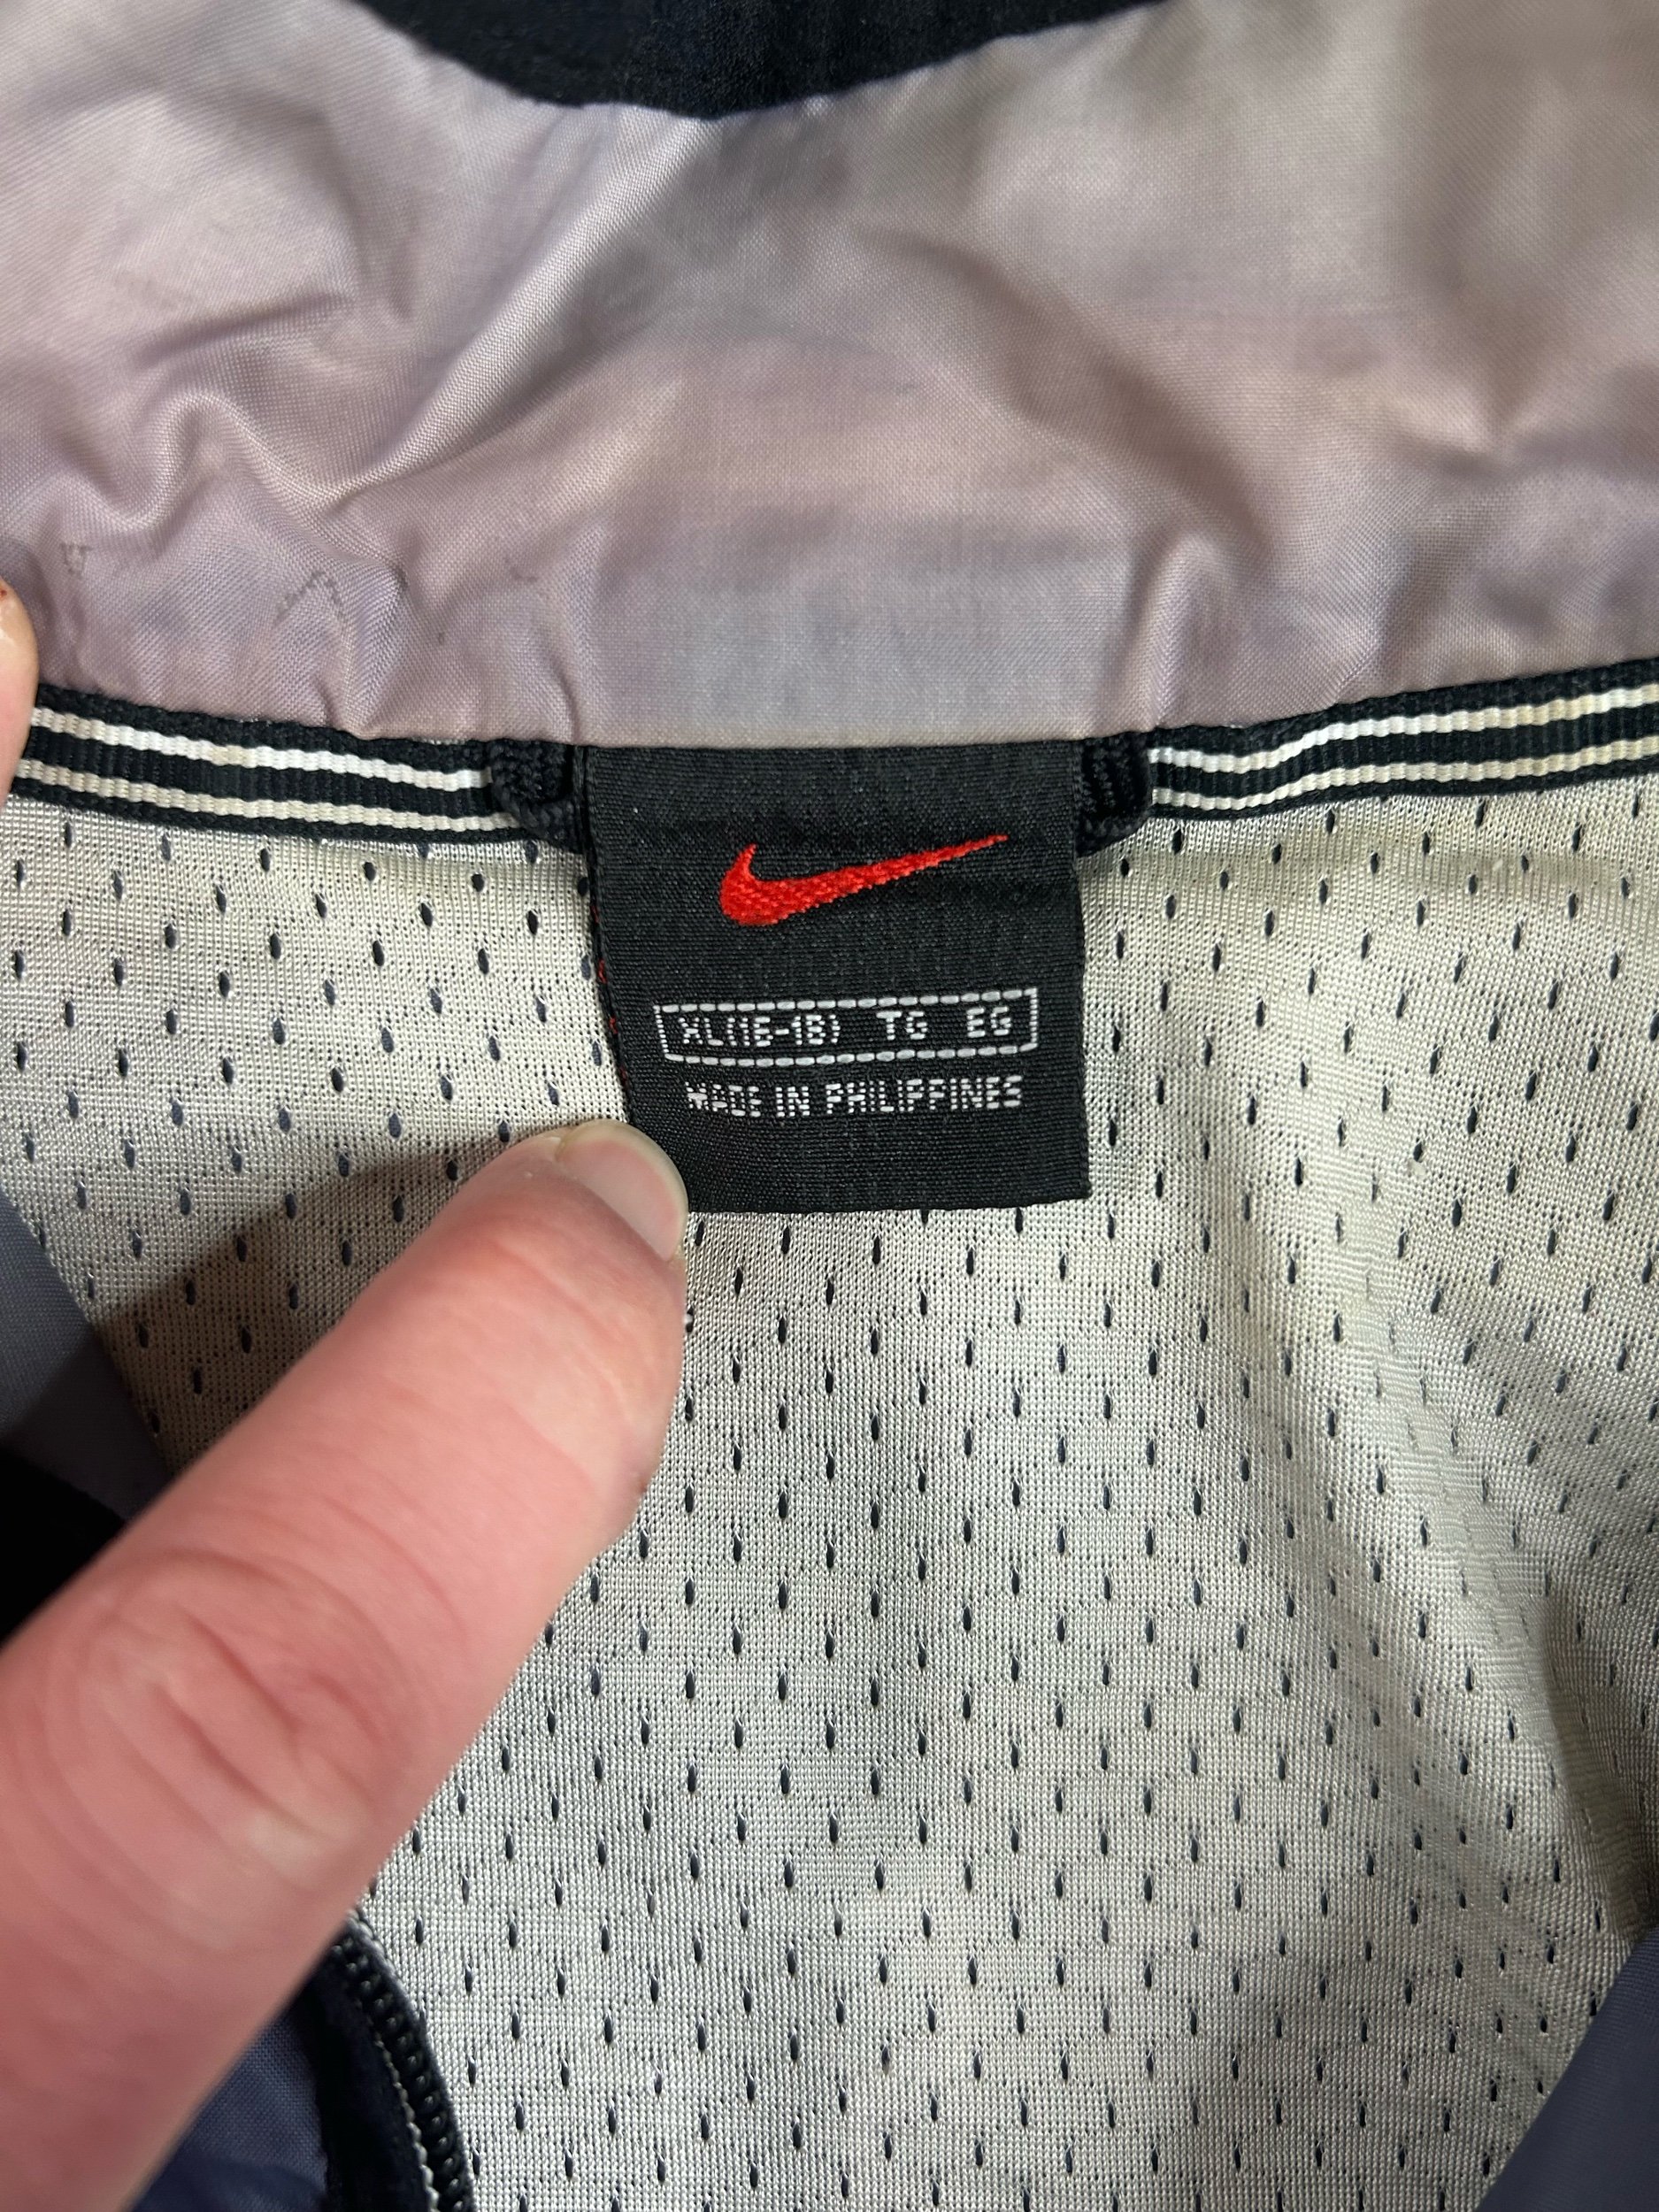 XL(16-18) TG EG
MADE IN PHILIPPINES